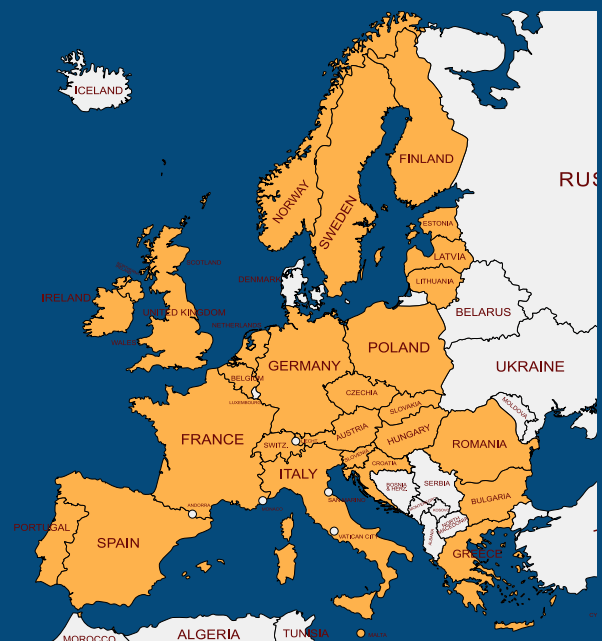 ICELAND
FINLAND
RUS
NORWAY
SWEDEN
ESTONIA
SCOTLAND
LATVIA
DENMARK
LITHUANIA
IRELAND
UNITED KINGDOM
BELARUS
NETHERLANDS
WALES
POLAND
GERMANY
UKRAINE
BELGIUM
CZECHIA
LUXEMBOURG
MOLDOVA
SLOVAKIA
AUSTRIA
HUNGARY
FRANCE
SWITZ.
ROMANIA
SLOVENIA
CROATIA
ITALY
SERBIA
BOSNIA
& HERZ.
BULGARIA
SAN MARINO
ANDORRA
MONACO
KOSOVO
NORTH
MACEDONIA
PORTUGAL
SPAIN
VATICAN CITY
ALBANIA
GREECE
MOROCCO
ALGERIA
TUNISIA
MALTA